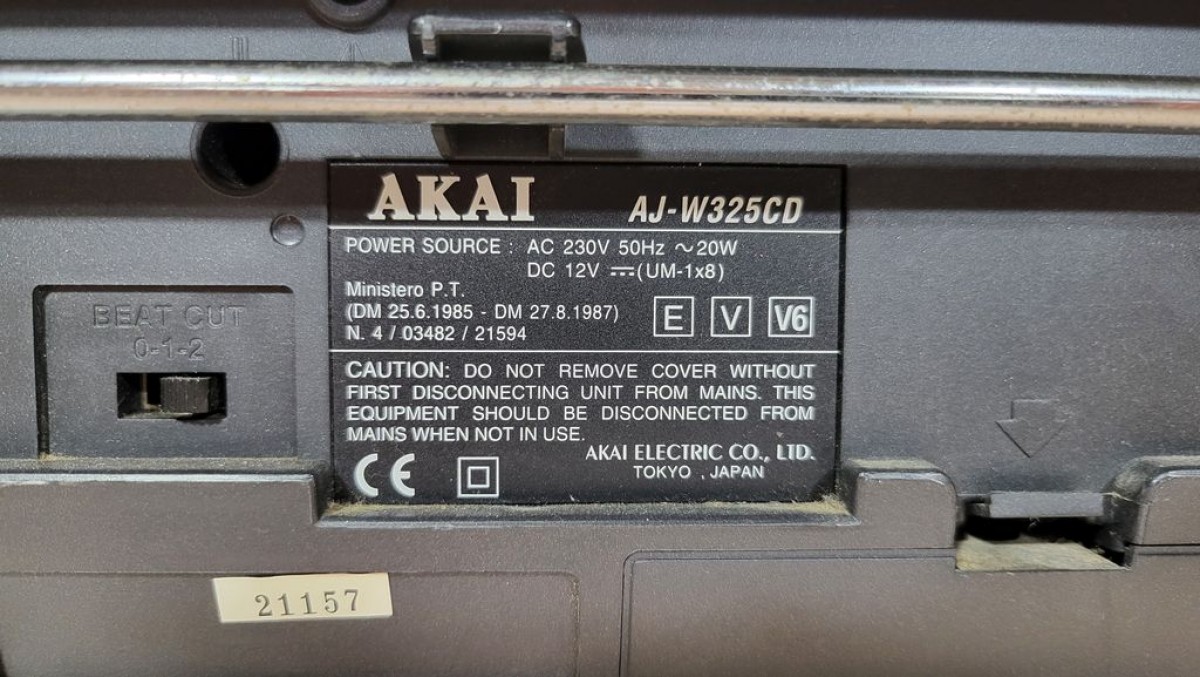 AKAI AJ-W325CD
POWER SOURCE : AC 230V 50Hz ~20W
DC 12V ⎓(UM-1x8)
Ministero P.T.
(DM 25.6.1985 - DM 27.8.1987)
N. 4 / 03482 / 21594
E V V6
BEAT CUT
0-1-2
CAUTION: DO NOT REMOVE COVER WITHOUT
FIRST DISCONNECTING UNIT FROM MAINS. THIS
EQUIPMENT SHOULD BE DISCONNECTED FROM
MAINS WHEN NOT IN USE.
AKAI ELECTRIC CO., LTD.
TOKYO , JAPAN
CE
21157